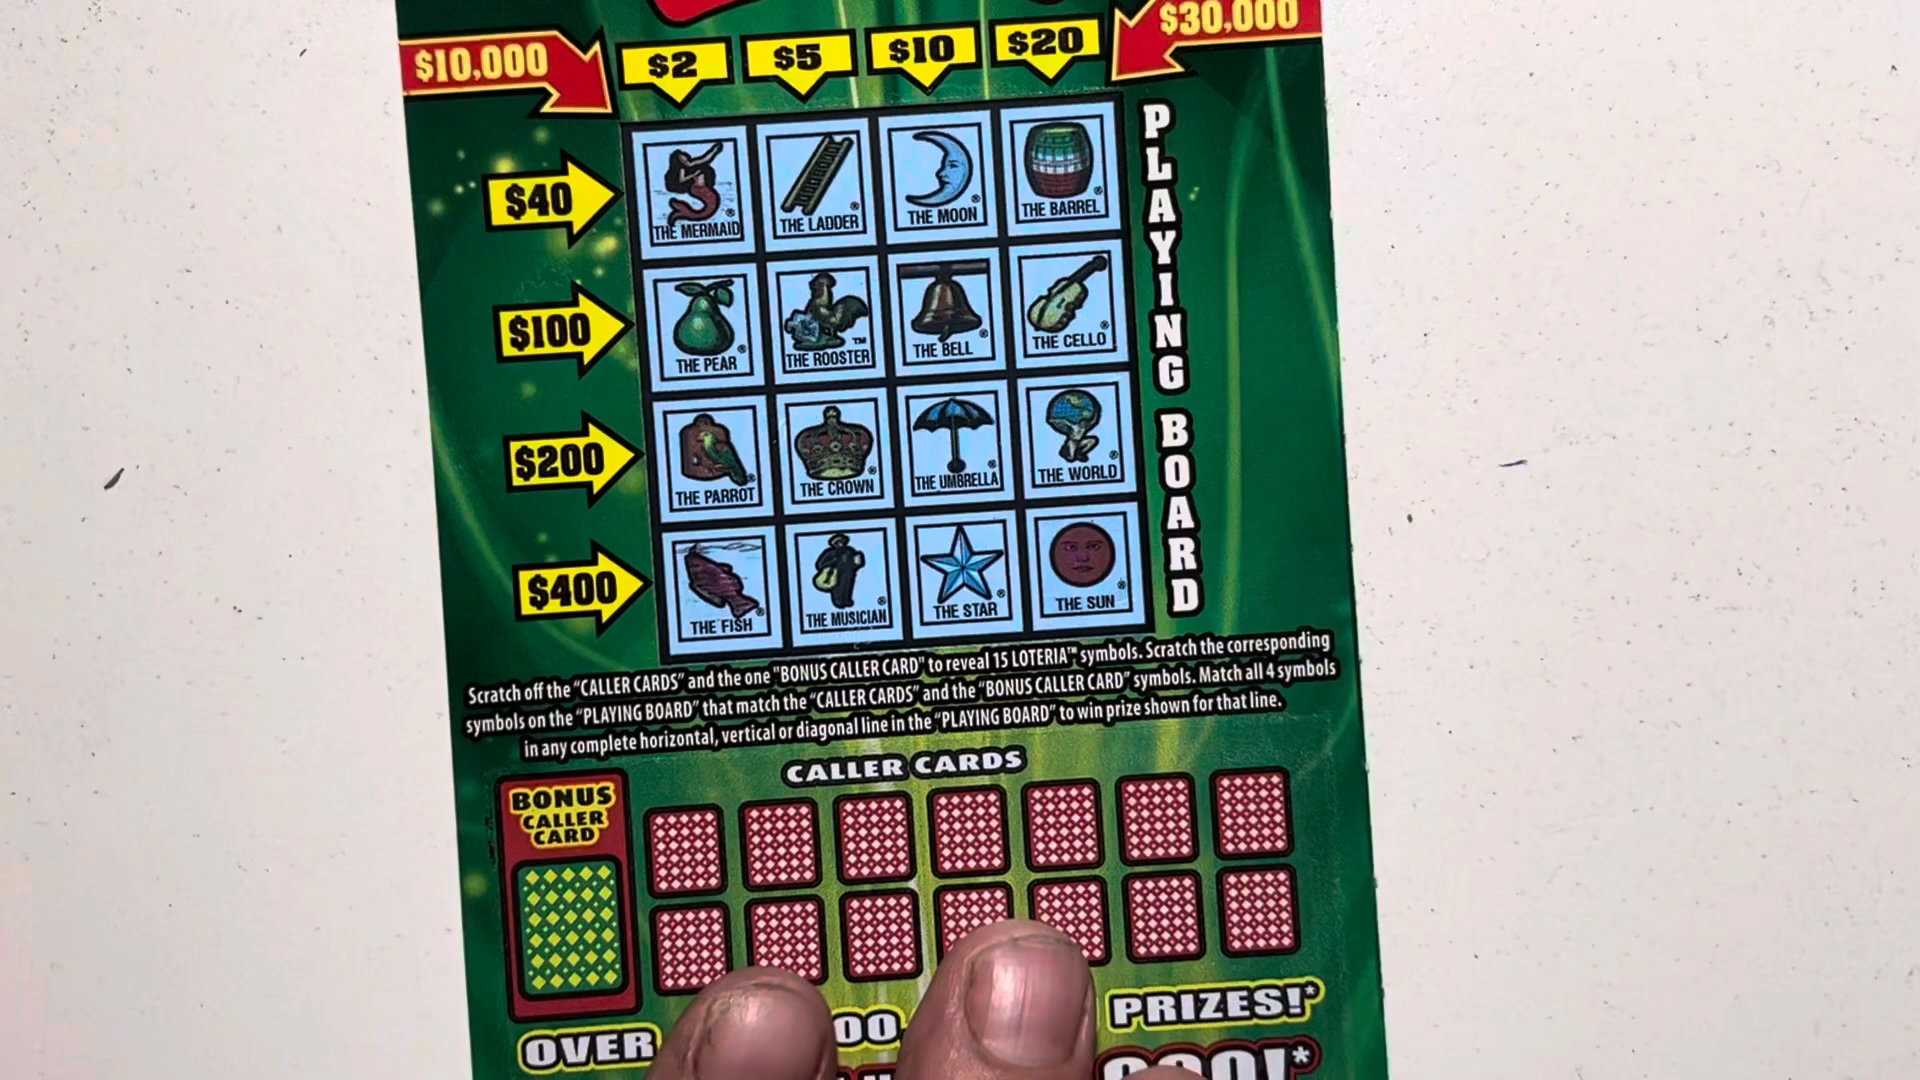 $10,000
$2 $5 $10 $20
$30,000
$40
THE MERMAID THE LADDER THE MOON THE BARREL
$100
THE PEAR THE ROOSTER THE BELL THE CELLO
$200
THE PARROT THE CROWN THE UMBRELLA THE WORLD
$400
THE FISH THE MUSICIAN THE STAR THE SUN
PLAYING BOARD
Scratch off the "CALLER CARDS" and the one "BONUS CALLER CARD" to reveal 15 LOTERIA™ symbols. Scratch the corresponding
symbols on the "PLAYING BOARD" that match the "CALLER CARDS" and the "BONUS CALLER CARD" symbols. Match all 4 symbols
in any complete horizontal, vertical or diagonal line in the "PLAYING BOARD" to win prize shown for that line.
CALLER CARDS
BONUS
CALLER
CARD
OVER
PRIZES!*